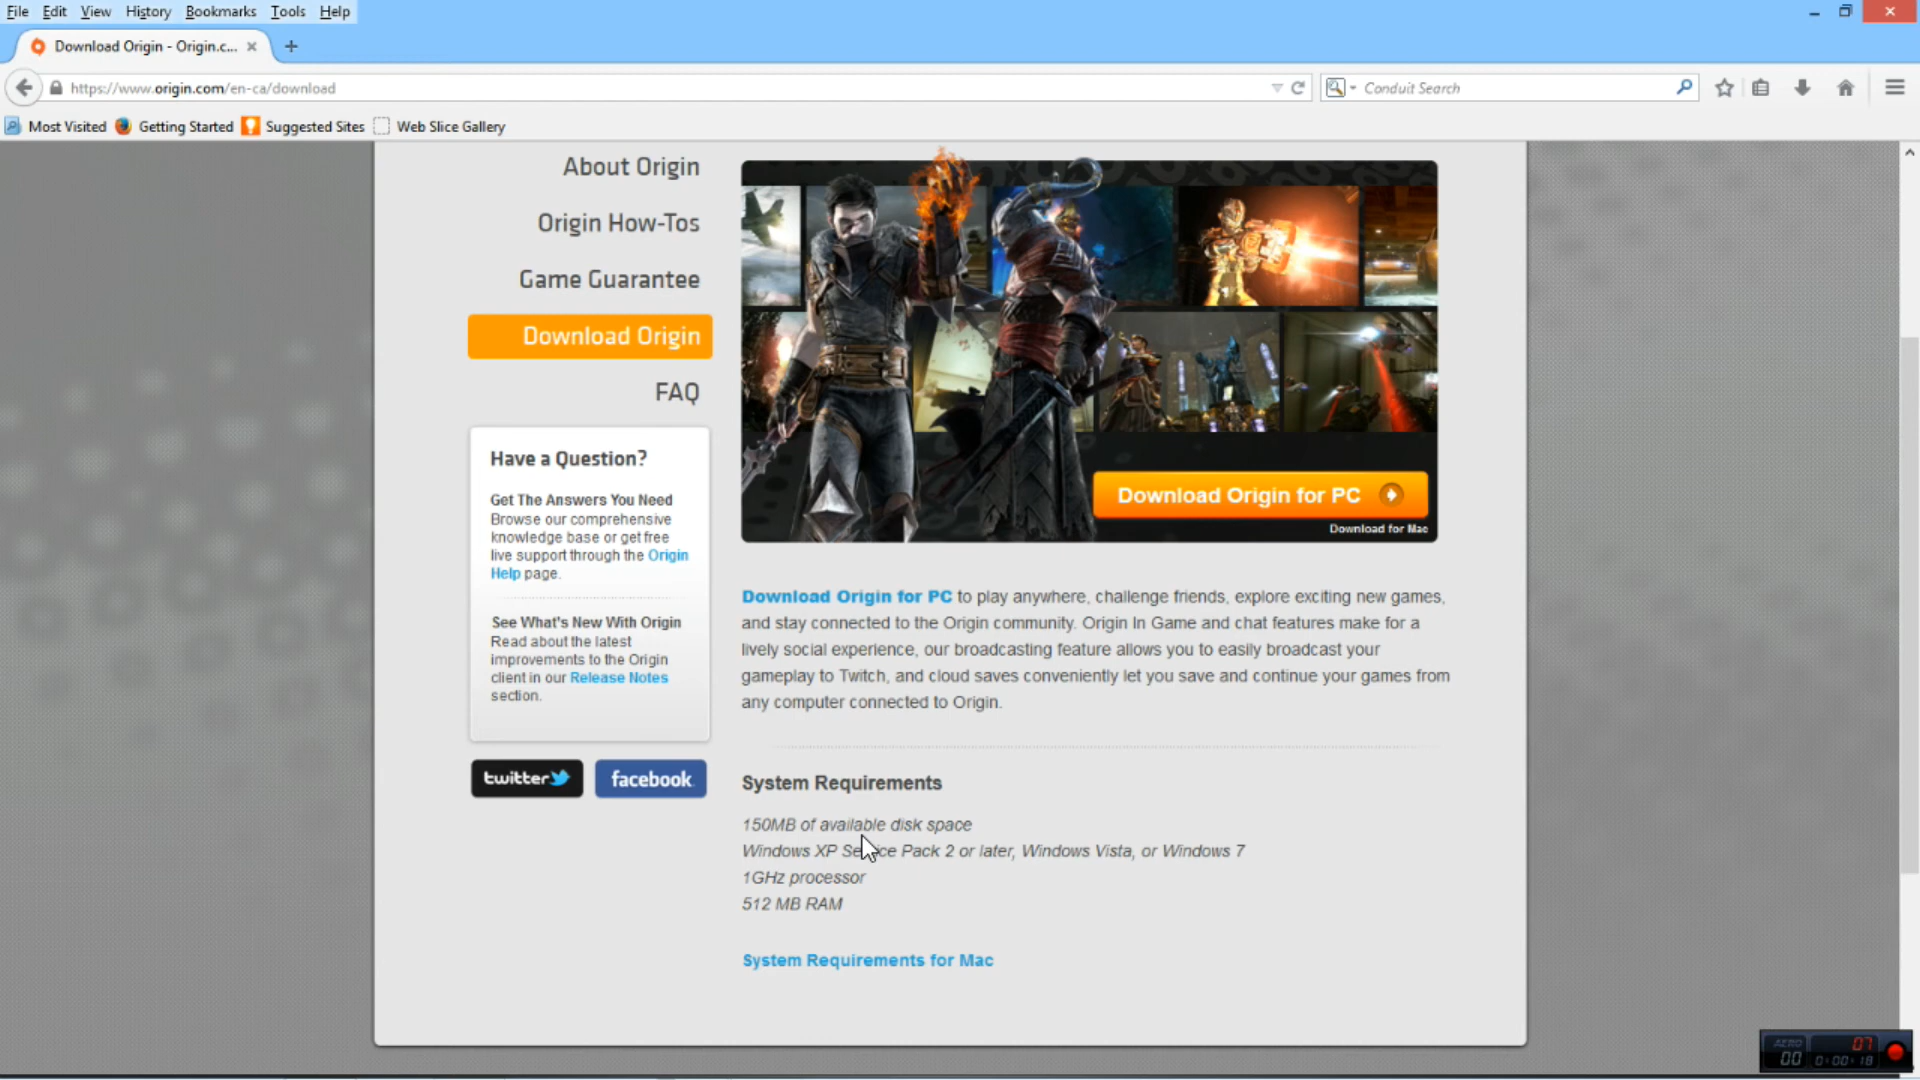 File Edit View History Bookmarks Tools Help
Download Origin - Origin.c...
https://www.origin.com/en-ca/download
Conduit Search
Most Visited Getting Started Suggested Sites Web Slice Gallery
About Origin
Origin How-Tos
Game Guarantee
Download Origin
FAQ
Have a Question?
Get The Answers You Need
Browse our comprehensive
knowledge base or get free
live support through the Origin
Help page.
See What's New With Origin
Read about the latest
improvements to the Origin
client in our Release Notes
section.
twitter
facebook
Download Origin for PC
Download for Mac
Download Origin for PC to play anywhere, challenge friends, explore exciting new games,
and stay connected to the Origin community. Origin In Game and chat features make for a
lively social experience, our broadcasting feature allows you to easily broadcast your
gameplay to Twitch, and cloud saves conveniently let you save and continue your games from
any computer connected to Origin.
System Requirements
150MB of available disk space
Windows XP Service Pack 2 or later, Windows Vista, or Windows 7
1GHz processor
512 MB RAM
System Requirements for Mac
AERO 07
00 0:00:18